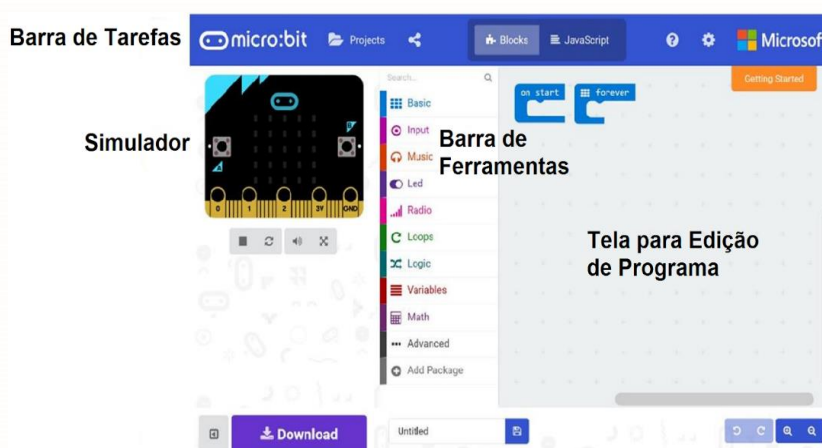 Barra de Tarefas
micro:bit Projects Blocks JavaScript Microsof
Search...
Getting Started
on start forever
Basic
Input
Simulador
Barra de
Ferramentas
Music
Led
Radio
Loops
Logic
Variables
Math
Advanced
Add Package
Tela para Edição
de Programa
A
B
0 1 2 3V GND
Download
Untitled